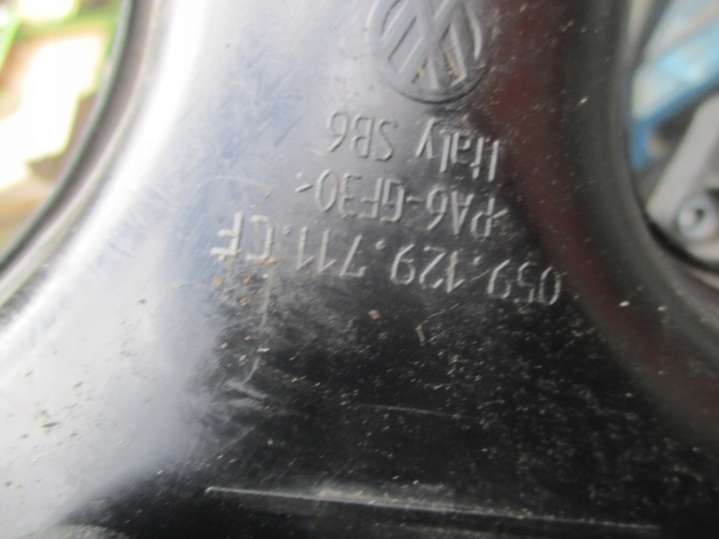 059.129.711.CF
>PA6-GF30<
Italy SB6